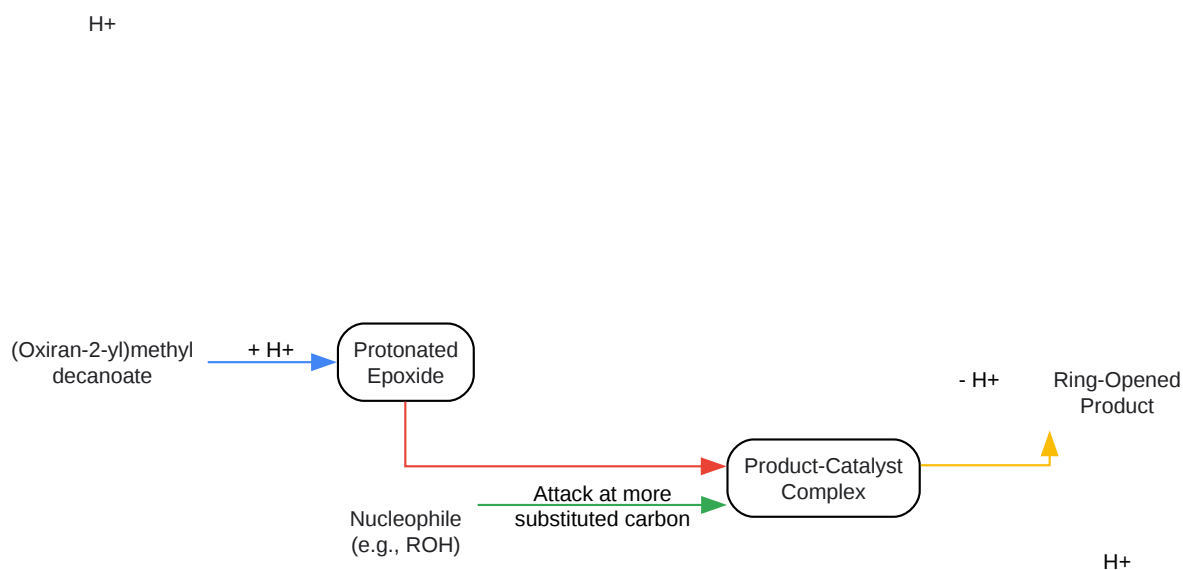 H+
(Oxiran-2-yl)methyl
decanoate
+ H+
Protonated
Epoxide
- H+
Ring-Opened
Product
Product-Catalyst
Complex
Attack at more
substituted carbon
Nucleophile
(e.g., ROH)
H+